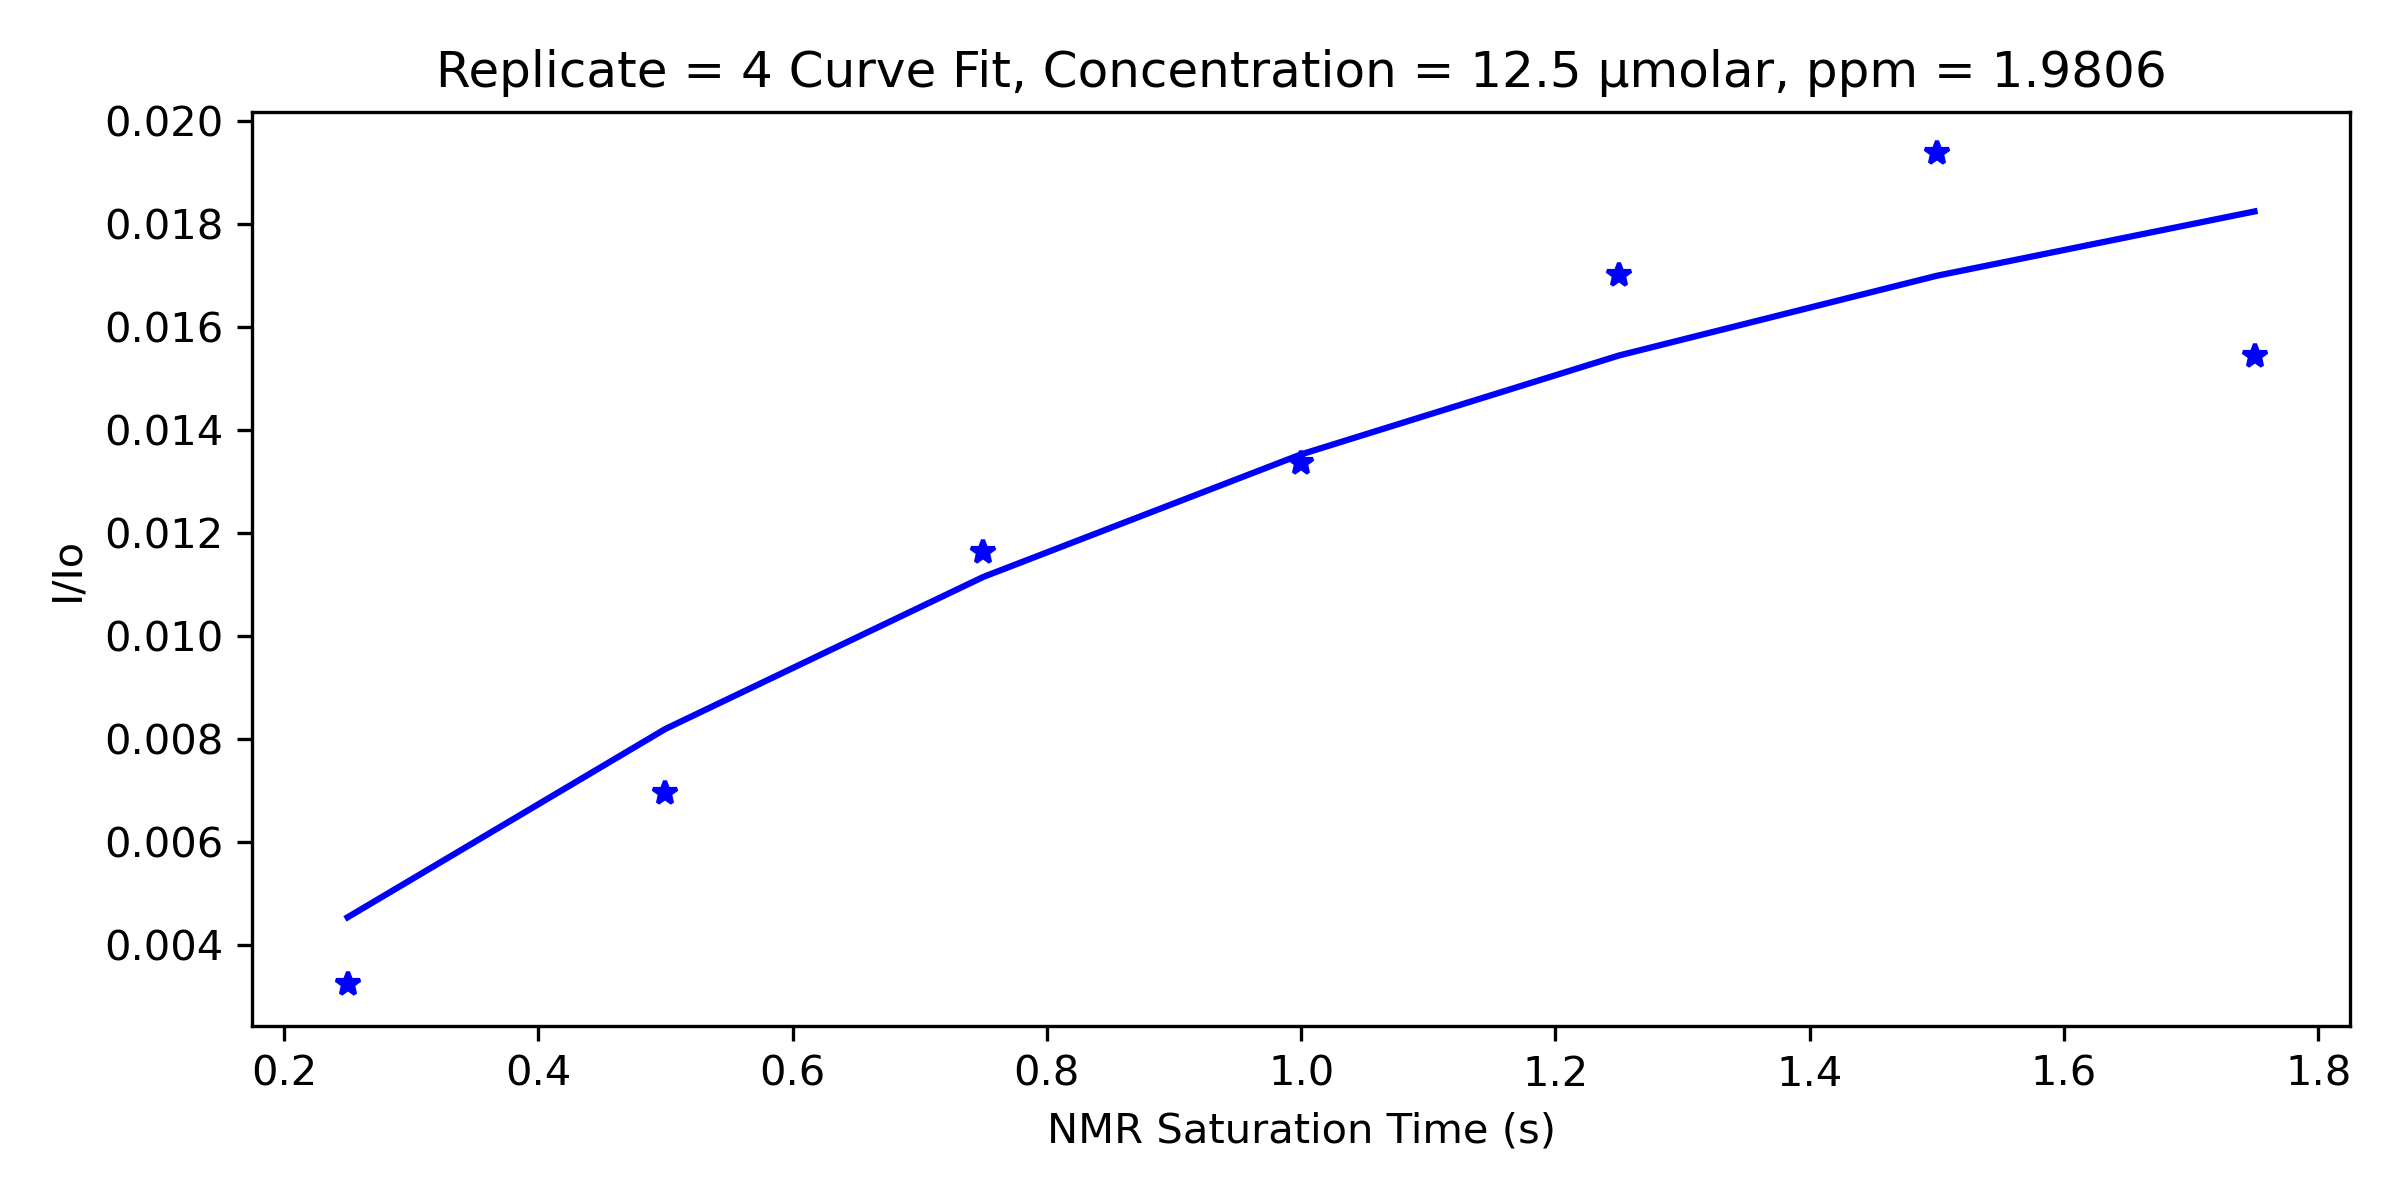 Replicate = 4 Curve Fit, Concentration = 12.5 µmolar, ppm = 1.9806
0.020
0.018
0.016
0.014
0.012
0.010
0.008
0.006
0.004
I/Io
0.2 0.4 0.6 0.8 1.0 1.2 1.4 1.6 1.8
NMR Saturation Time (s)